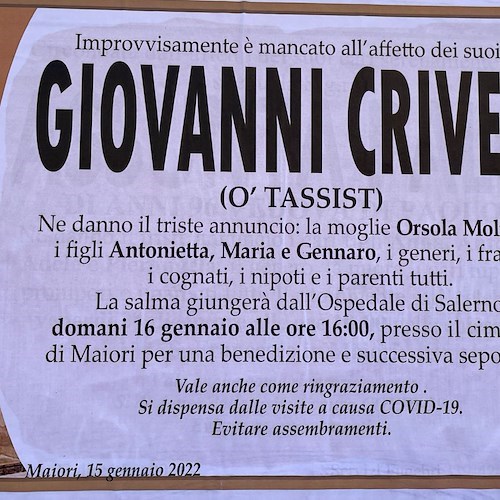 Improvvisamente è mancato all'affetto dei suoi
GIOVANNI CRIVE
(O' TASSIST)
Ne danno il triste annuncio: la moglie Orsola Mol
i figli Antonietta, Maria e Gennaro, i generi, i fra
i cognati, i nipoti e i parenti tutti.
La salma giungerà dall'Ospedale di Salerno
domani 16 gennaio alle ore 16:00, presso il cim
di Maiori per una benedizione e successiva sepo
Vale anche come ringraziamento .
Si dispensa dalle visite a causa COVID-19.
Evitare assembramenti.
Maiori, 15 gennaio 2022